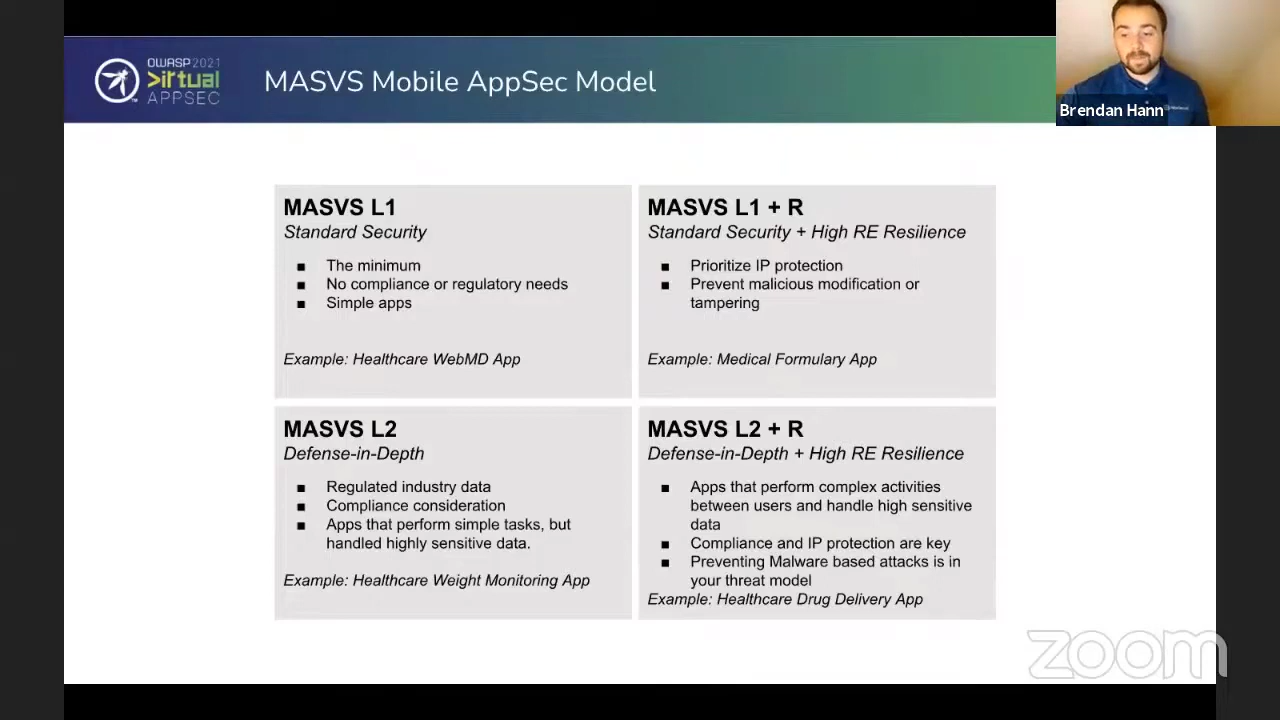 OWASP 2021
>irtual
APPSEC
MASVS Mobile AppSec Model
Brendan Hann
MASVS L1
Standard Security
■ The minimum
■ No compliance or regulatory needs
■ Simple apps
Example: Healthcare WebMD App
MASVS L1 + R
Standard Security + High RE Resilience
■ Prioritize IP protection
■ Prevent malicious modification or
tampering
Example: Medical Formulary App
MASVS L2
Defense-in-Depth
■ Regulated industry data
■ Compliance consideration
■ Apps that perform simple tasks, but
handled highly sensitive data.
Example: Healthcare Weight Monitoring App
MASVS L2 + R
Defense-in-Depth + High RE Resilience
■ Apps that perform complex activities
between users and handle high sensitive
data
■ Compliance and IP protection are key
■ Preventing Malware based attacks is in
your threat model
Example: Healthcare Drug Delivery App
zoom